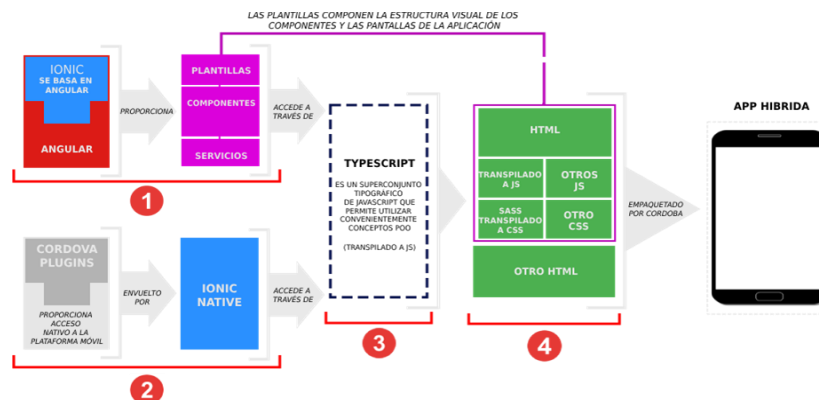 LAS PLANTILLAS COMPONEN LA ESTRUCTURA VISUAL DE LOS
COMPONENTES Y LAS PANTALLAS DE LA APLICACIÓN
IONIC
SE BASA EN
ANGULAR
ANGULAR
PROPORCIONA
PLANTILLAS
COMPONENTES
SERVICIOS
ACCEDE A
TRAVÉS DE
1
CORDOVA
PLUGINS
PROPORCIONA
ACCESO
NATIVO A LA
PLATAFORMA MÓVIL
ENVUELTO
POR
IONIC
NATIVE
ACCEDE A
TRAVÉS DE
2
TYPESCRIPT
ES UN SUPERCONJUNTO
TIPOGRÁFICO
DE JAVASCRIPT QUE
PERMITE UTILIZAR
CONVENIENTEMENTE
CONCEPTOS POO
(TRANSPILADO A JS)
3
HTML
TRANSPILADO
A JS
OTROS
JS
SASS
TRANSPILADO
A CSS
OTRO
CSS
OTRO HTML
4
EMPAQUETADO
POR CORDOBA
APP HIBRIDA